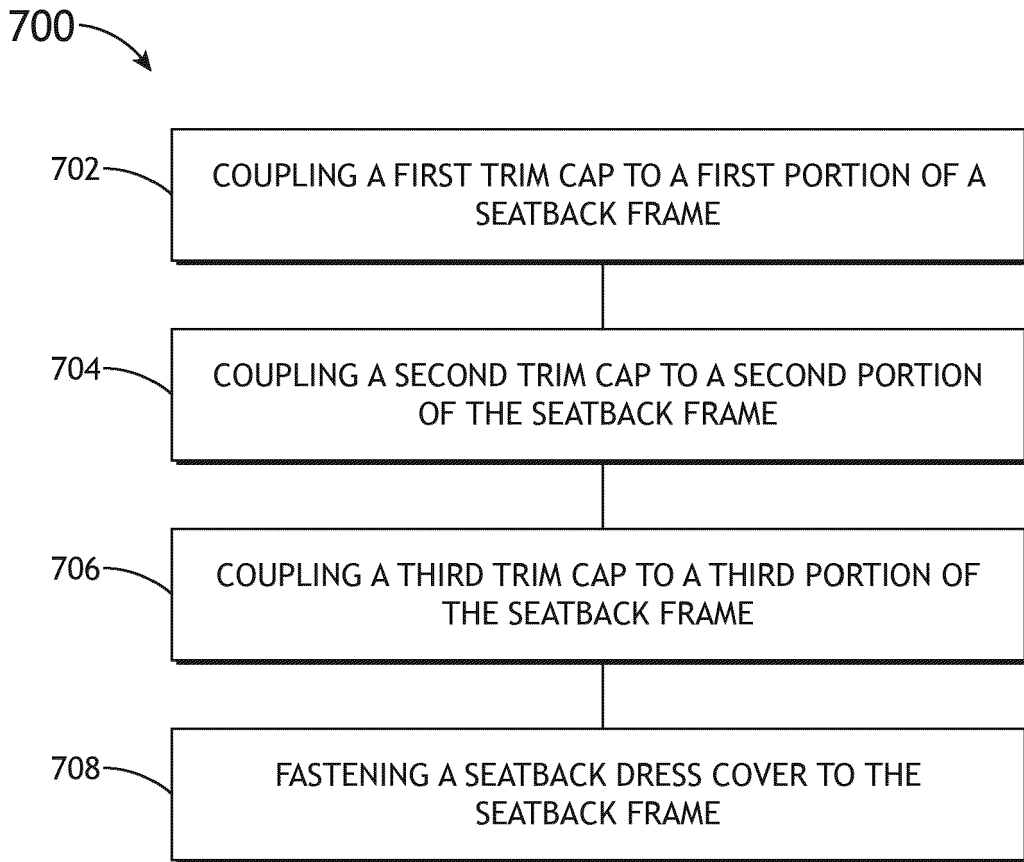 700
702
COUPLING A FIRST TRIM CAP TO A FIRST PORTION OF A
SEATBACK FRAME
704
COUPLING A SECOND TRIM CAP TO A SECOND PORTION
OF THE SEATBACK FRAME
706
COUPLING A THIRD TRIM CAP TO A THIRD PORTION OF
THE SEATBACK FRAME
708
FASTENING A SEATBACK DRESS COVER TO THE
SEATBACK FRAME